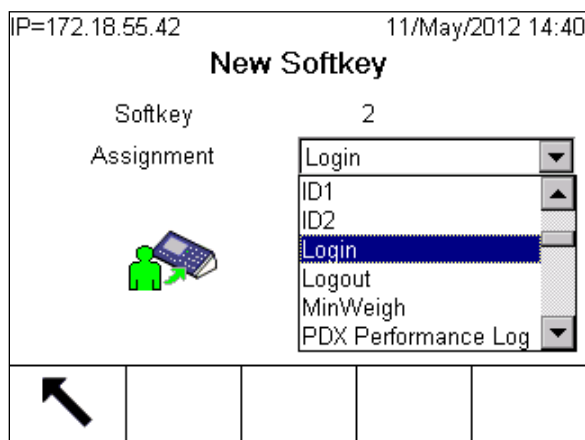 IP=172.18.55.42 11/May/2012 14:40
New Softkey
Softkey 2
Assignment Login
ID1
ID2
Login
Logout
MinWeigh
PDX Performance Log